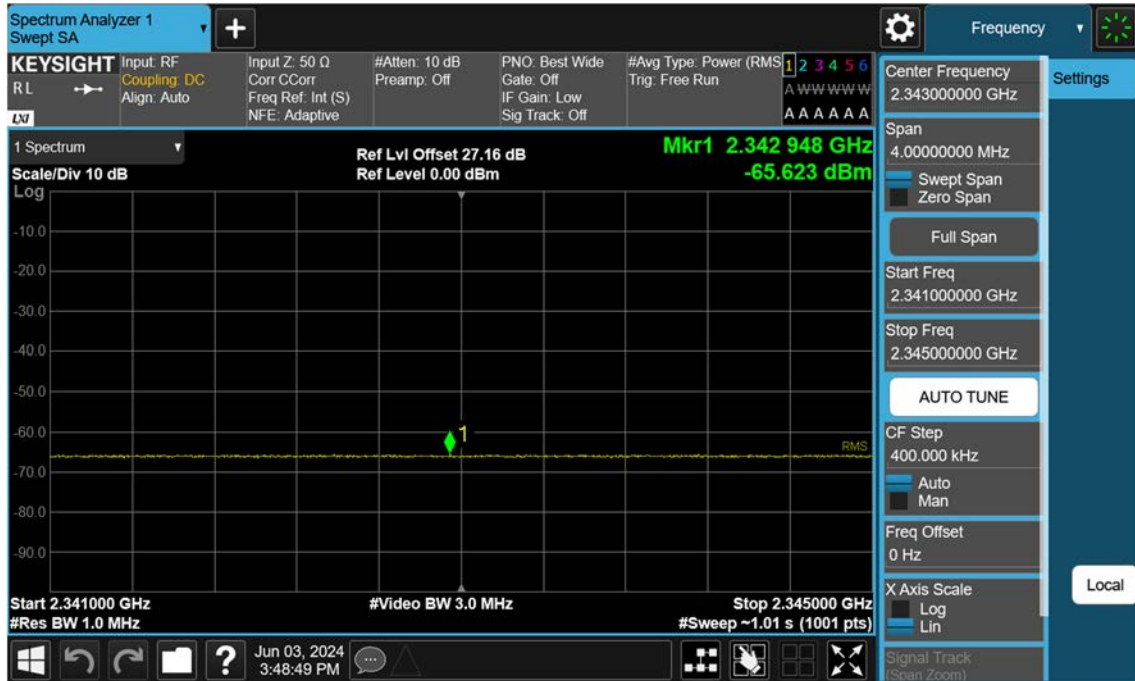 Spectrum Analyzer 1
Swept SA
+
Frequency
KEYSIGHT
R L
LXI
Input: RF
Coupling: DC
Align: Auto
Input Z: 50 Ω
Corr CCorr
Freq Ref: Int (S)
NFE: Adaptive
#Atten: 10 dB
Preamp: Off
PNO: Best Wide
Gate: Off
IF Gain: Low
Sig Track: Off
#Avg Type: Power (RMS
Trig: Free Run
1 2 3 4 5 6
A W W W W W
A A A A A A
1 Spectrum
Scale/Div 10 dB
Ref Lvl Offset 27.16 dB
Ref Level 0.00 dBm
Mkr1 2.342 948 GHz
-65.623 dBm
Log
-10.0
-20.0
-30.0
-40.0
-50.0
-60.0
-70.0
-80.0
-90.0
1
RMS
Start 2.341000 GHz
#Res BW 1.0 MHz
#Video BW 3.0 MHz
Stop 2.345000 GHz
#Sweep ~1.01 s (1001 pts)
?
Jun 03, 2024
3:48:49 PM
Center Frequency
2.343000000 GHz
Span
4.00000000 MHz
Swept Span
Zero Span
Full Span
Start Freq
2.341000000 GHz
Stop Freq
2.345000000 GHz
AUTO TUNE
CF Step
400.000 kHz
Auto
Man
Freq Offset
0 Hz
X Axis Scale
Log
Lin
Signal Track
(Span Zoom)
Settings
Local